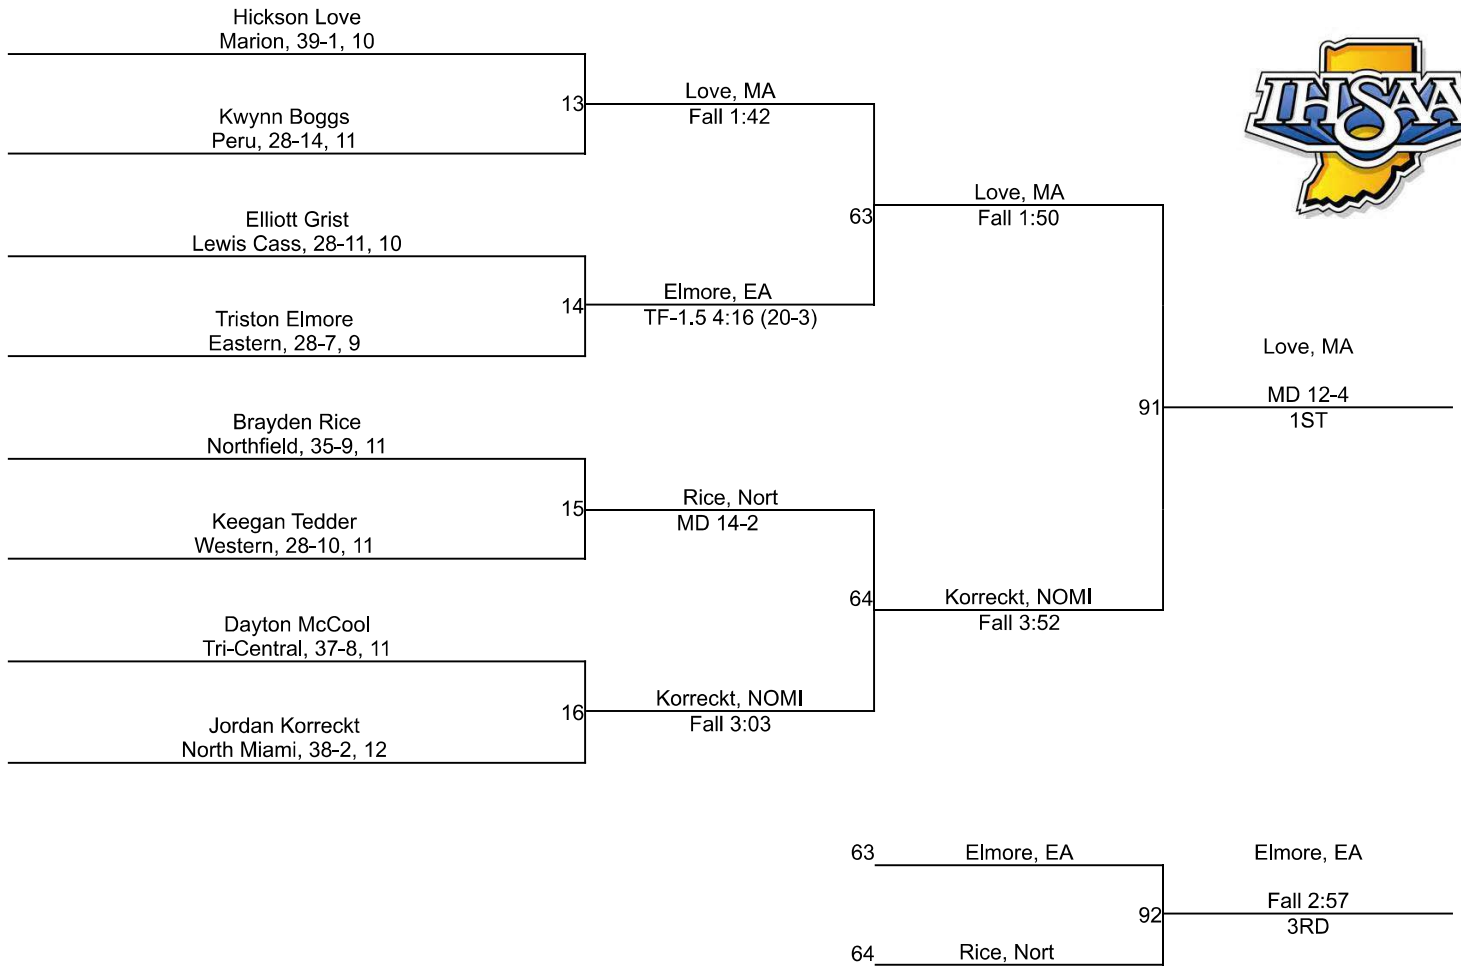 Hickson Love
Marion, 39-1, 10
Kwynn Boggs
Peru, 28-14, 11
13
Love, MA
Fall 1:42
Elliott Grist
Lewis Cass, 28-11, 10
Triston Elmore
Eastern, 28-7, 9
14
Elmore, EA
TF-1.5 4:16 (20-3)
63
Love, MA
Fall 1:50
IHSAA
Brayden Rice
Northfield, 35-9, 11
Keegan Tedder
Western, 28-10, 11
15
Rice, Nort
MD 14-2
Dayton McCool
Tri-Central, 37-8, 11
Jordan Korreckt
North Miami, 38-2, 12
16
Korreckt, NOMI
Fall 3:03
64
Korreckt, NOMI
Fall 3:52
91
Love, MA
MD 12-4
1ST
63
Elmore, EA
64
Rice, Nort
92
Elmore, EA
Fall 2:57
3RD